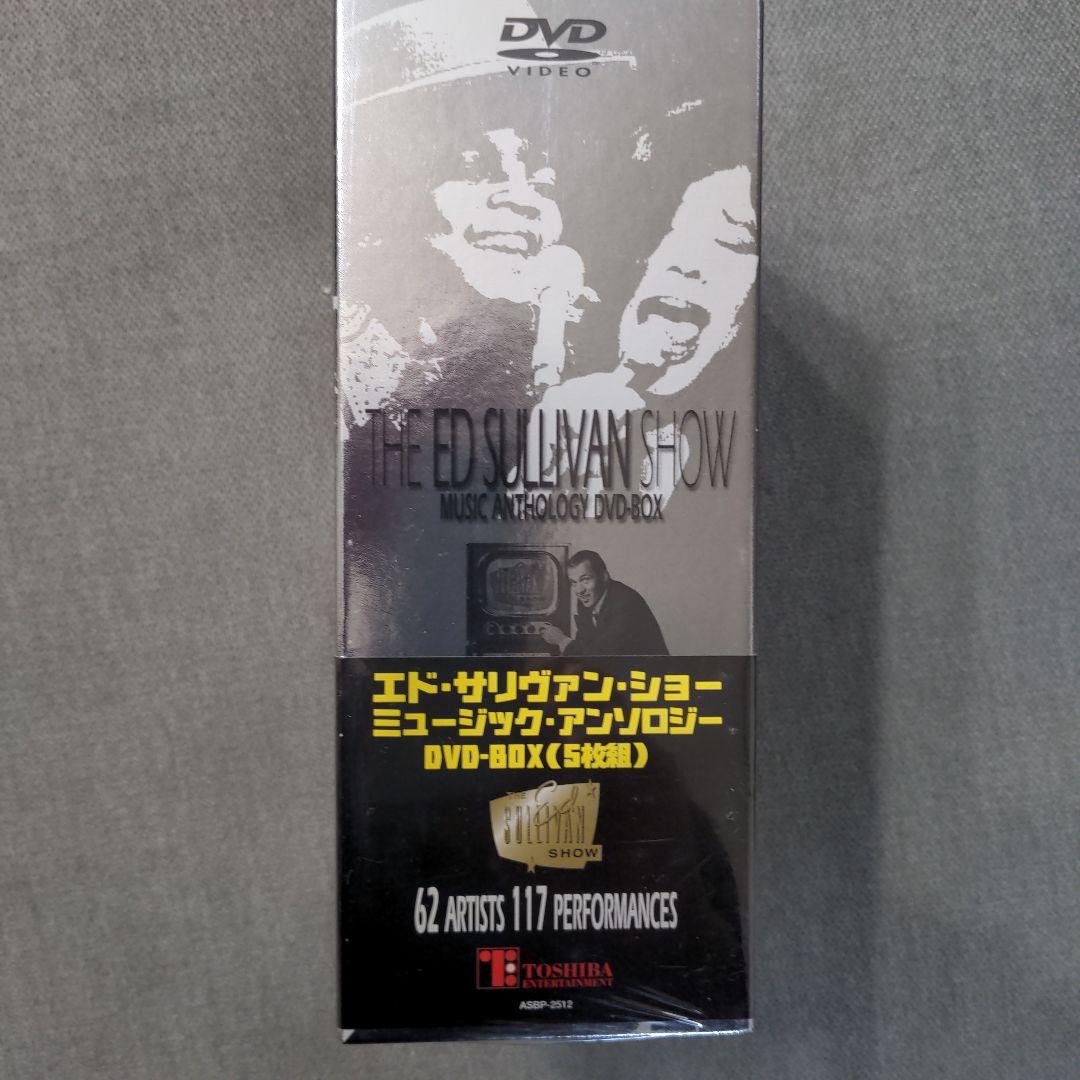 DVD
VIDEO
THE ED SULLIVAN SHOW
MUSIC ANTHOLOGY DVD-BOX
エド・サリヴァン・ショー
ミュージック・アンソロジー
DVD-BOX(5枚組)
THE Ed
SULLIVAN
SHOW
62 ARTISTS 117 PERFORMANCES
TOSHIBA
ENTERTAINMENT
ASBP-2512